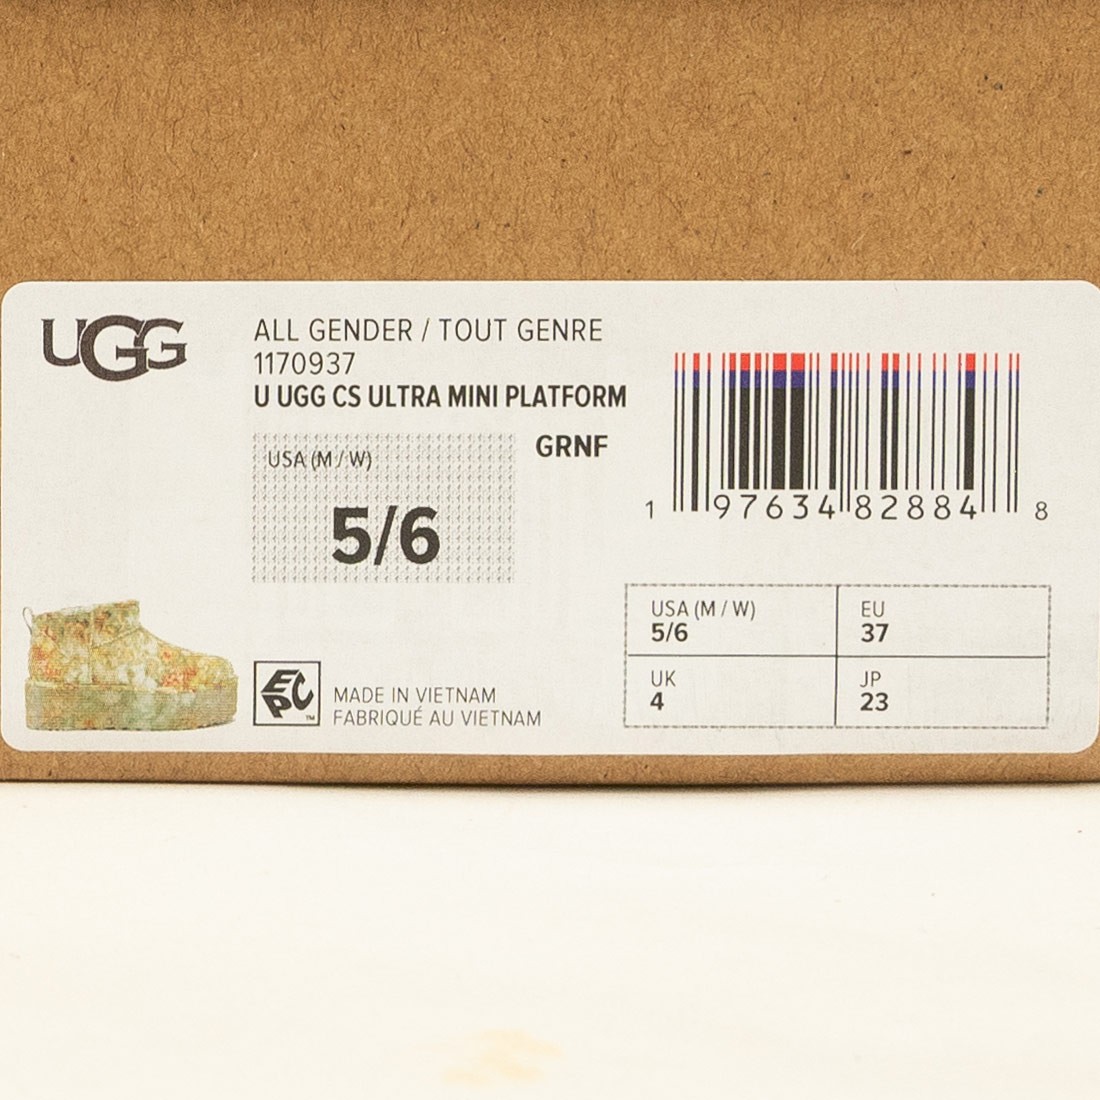 UGG
ALL GENDER / TOUT GENRE
1170937
U UGG CS ULTRA MINI PLATFORM
GRNF
USA (M / W)
5/6
1 97634 82884 8
USA (M / W)
5/6
EU
37
UK
4
JP
23
EPC
™
MADE IN VIETNAM
FABRIQUÉ AU VIETNAM